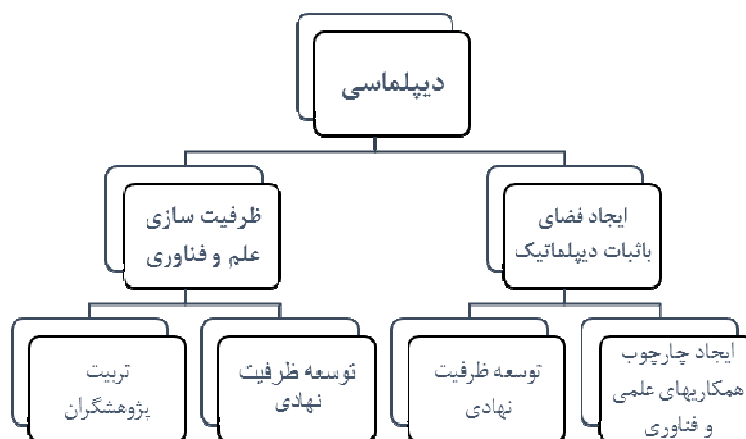 دیپلماسی
ایجاد فضای
باثبات دیپلماتیک
ظرفیت سازی
علم و فناوری
ایجاد چارچوب
همکاریهای علمی
و فناوری
توسعه ظرفیت
نهادی
توسعه ظرفیت
نهادی
تربیت
پژوهشگران